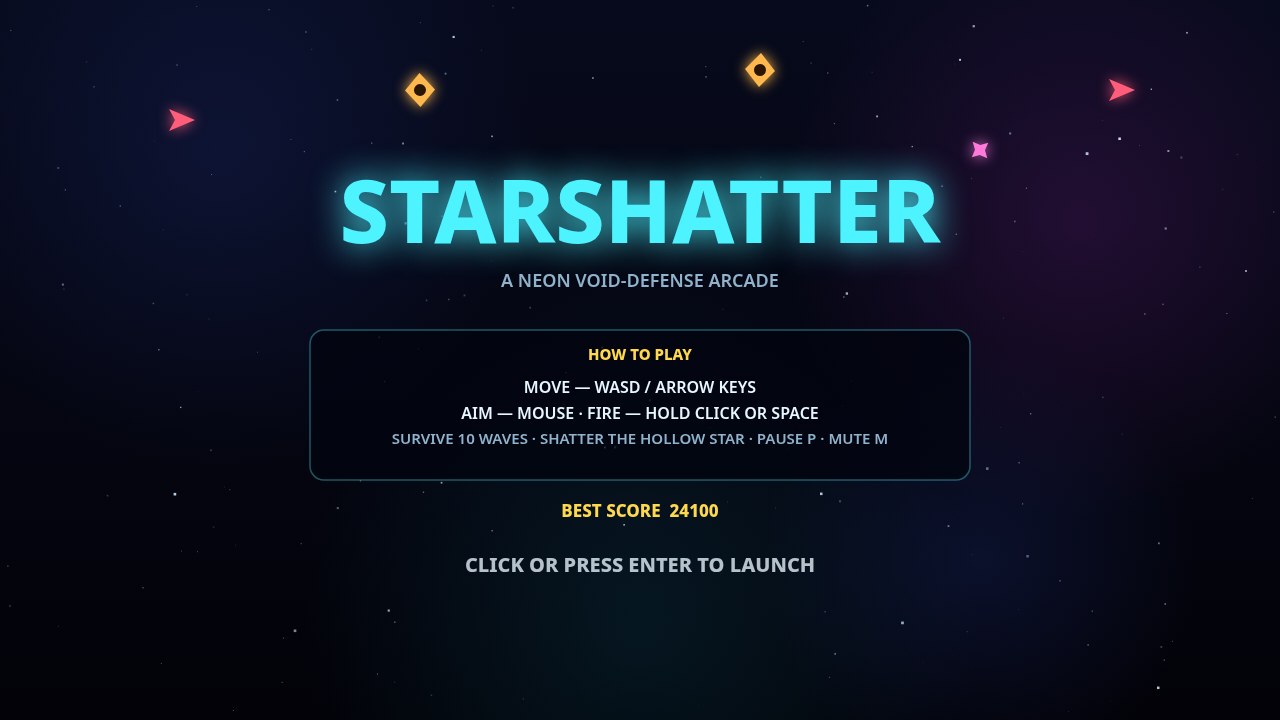 STARSHATTER
A NEON VOID-DEFENSE ARCADE
HOW TO PLAY
MOVE — WASD / ARROW KEYS
AIM — MOUSE · FIRE — HOLD CLICK OR SPACE
SURVIVE 10 WAVES · SHATTER THE HOLLOW STAR · PAUSE P · MUTE M
BEST SCORE 24100
CLICK OR PRESS ENTER TO LAUNCH